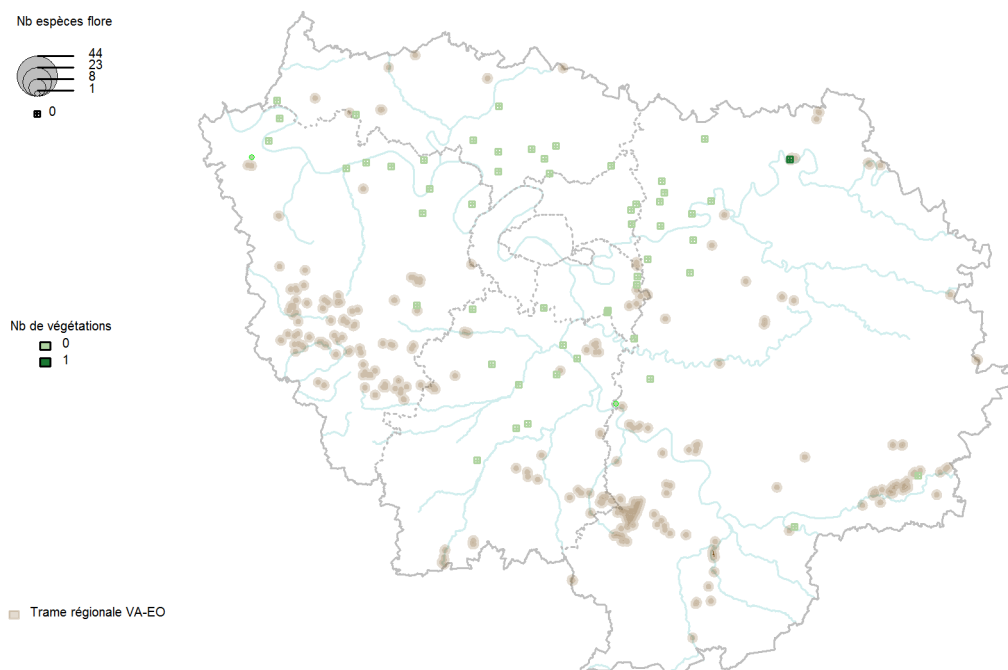 Nb espèces flore
44
23
8
1
0
Nb de végétations
0
1
Trame régionale VA-EO